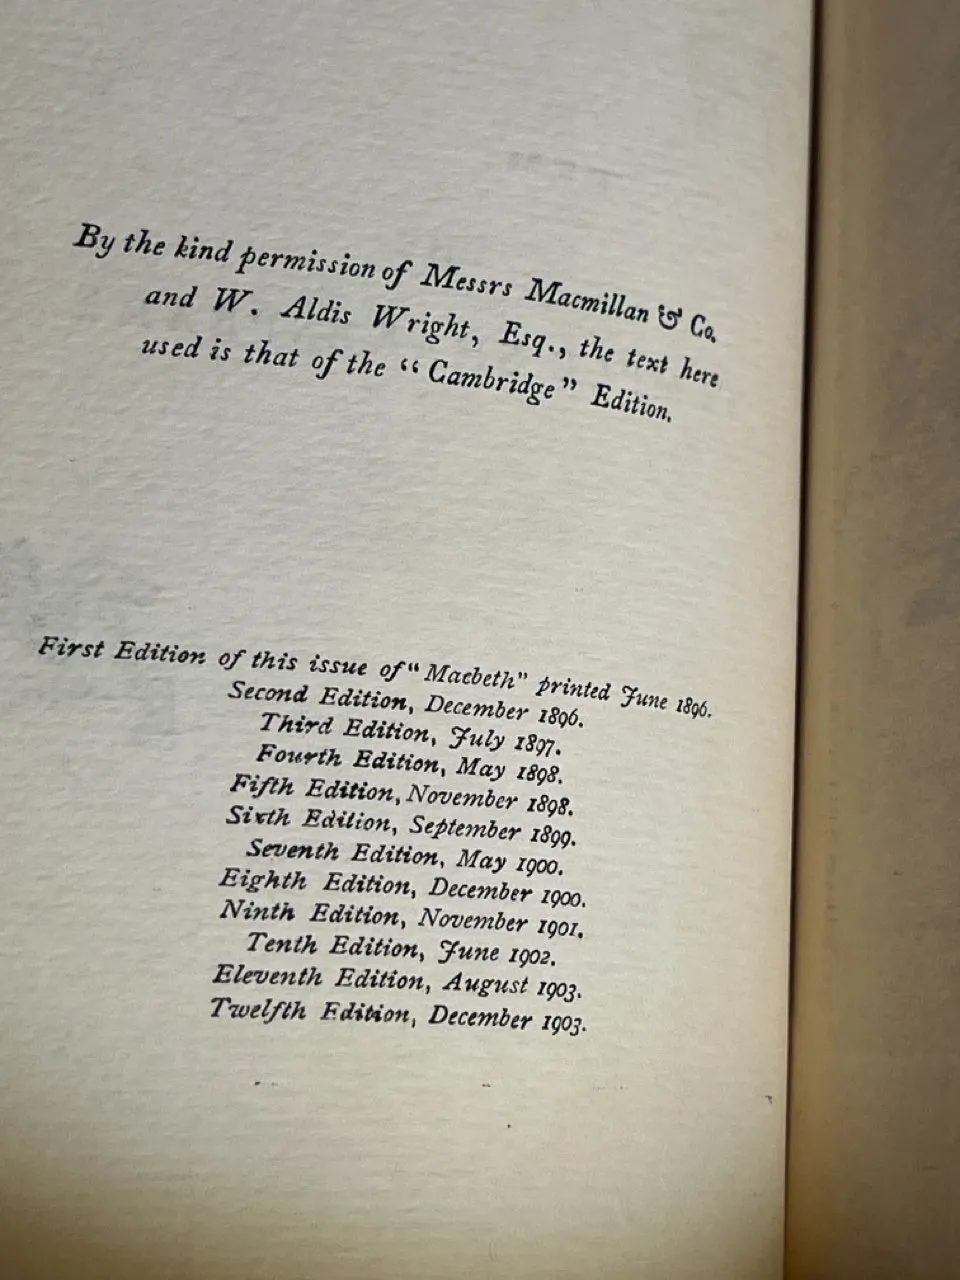 By the kind permission of Messrs Macmillan & Co.
and W. Aldis Wright, Esq., the text here
used is that of the “Cambridge” Edition.
First Edition of this issue of “Macbeth” printed June 1896.
Second Edition, December 1896.
Third Edition, July 1897.
Fourth Edition, May 1898.
Fifth Edition, November 1898.
Sixth Edition, September 1899.
Seventh Edition, May 1900.
Eighth Edition, December 1900.
Ninth Edition, November 1901.
Tenth Edition, June 1902.
Eleventh Edition, August 1903.
Twelfth Edition, December 1903.